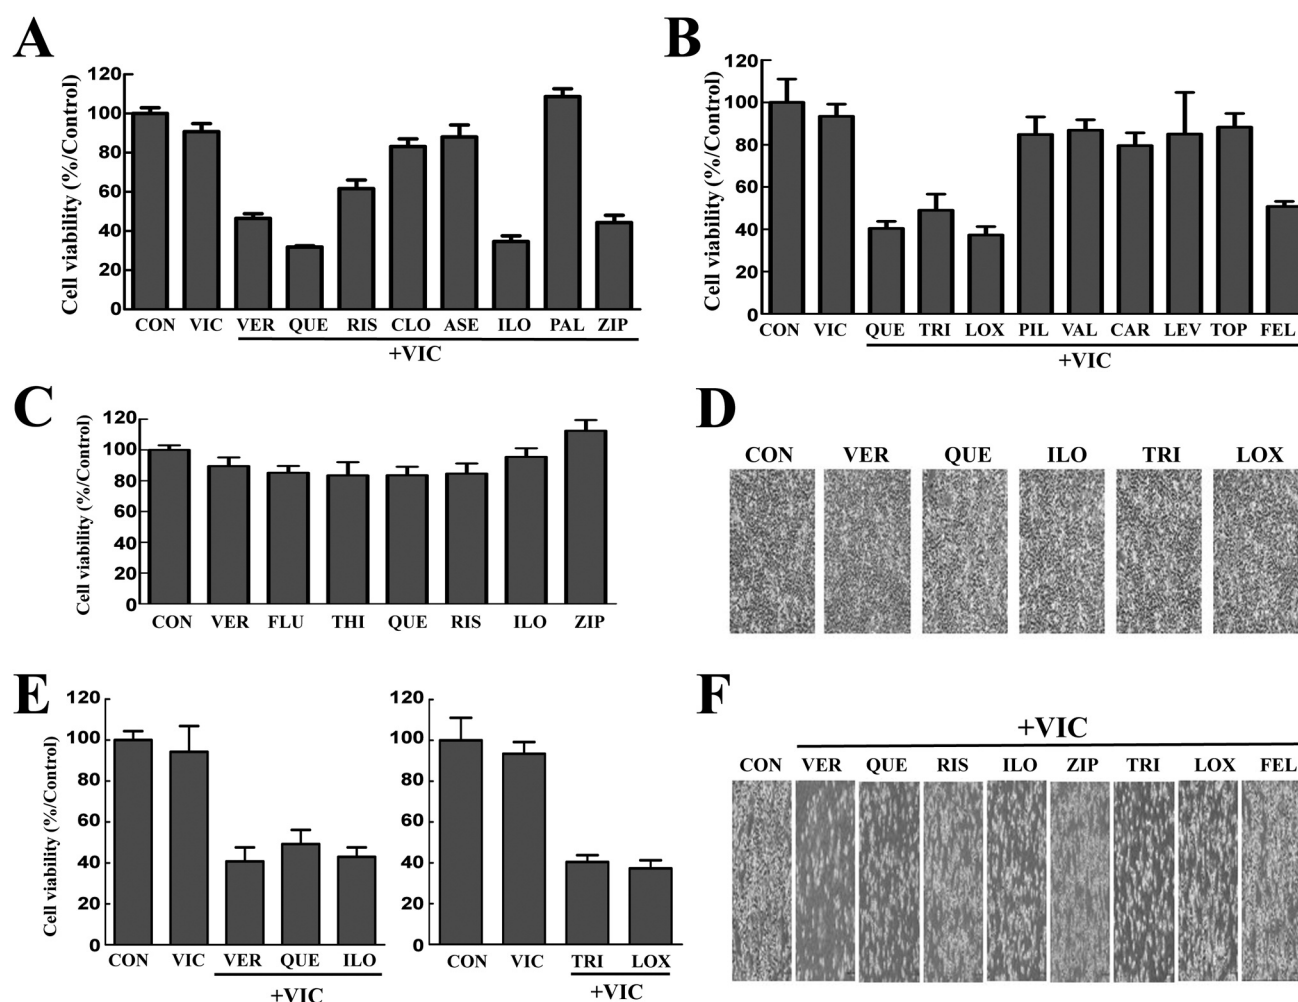 A
Cell viability (%/Control)
120
100
80
60
40
20
0
CON VIC VER QUE RIS CLO ASE ILO PAL ZIP
+VIC
B
Cell viability (%/Control)
120
100
80
60
40
20
0
CON VIC QUE TRI LOX PIL VAL CAR LEV TOP FEL
+VIC
C
Cell viability (%/Control)
120
100
80
60
40
20
0
CON VER FLU THI QUE RIS ILO ZIP
D
CON VER QUE ILO TRI LOX
E
Cell viability (%/Control)
120
100
80
60
40
20
0
CON VIC VER QUE ILO
+VIC
120
100
80
60
40
20
0
CON VIC TRI LOX
+VIC
F
+VIC
CON VER QUE RIS ILO ZIP TRI LOX FEL